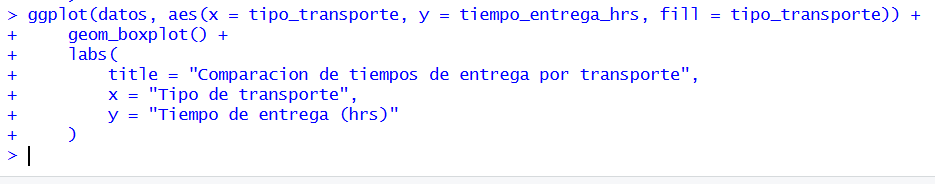 > ggplot(datos, aes(x = tipo_transporte, y = tiempo_entrega_hrs, fill = tipo_transporte)) +
+     geom_boxplot() +
+     labs(
+         title = "Comparacion de tiempos de entrega por transporte",
+         x = "Tipo de transporte",
+         y = "Tiempo de entrega (hrs)"
+     )
>